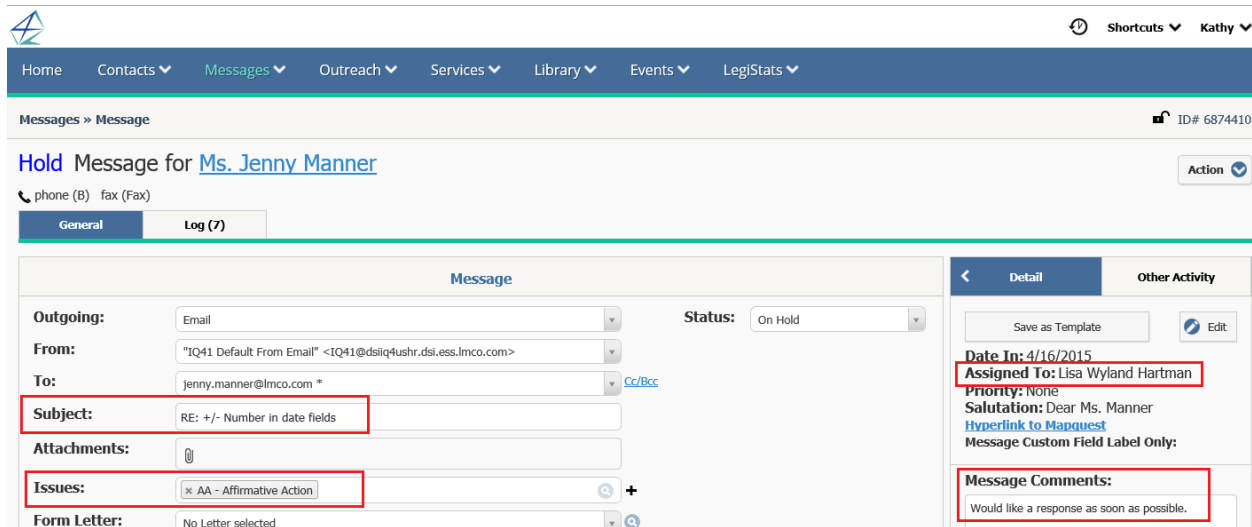 Shortcuts Kathy
Home Contacts Messages Outreach Services Library Events LegiStats
Messages » Message ID# 6874410
Hold Message for Ms. Jenny Manner
Action
phone (B) fax (Fax)
General Log (7)
Message
Outgoing: Email Status: On Hold
From: "IQ41 Default From Email" <IQ41@dsiiq4ushr.dsi.ess.lmco.com>
To: jenny.manner@lmco.com * Cc/Bcc
Subject: RE: +/- Number in date fields
Attachments:
Issues: × AA - Affirmative Action +
Form Letter: No Letter selected
Detail Other Activity
Save as Template Edit
Date In: 4/16/2015
Assigned To: Lisa Wyland Hartman
Priority: None
Salutation: Dear Ms. Manner
Hyperlink to Mapquest
Message Custom Field Label Only:
Message Comments:
Would like a response as soon as possible.